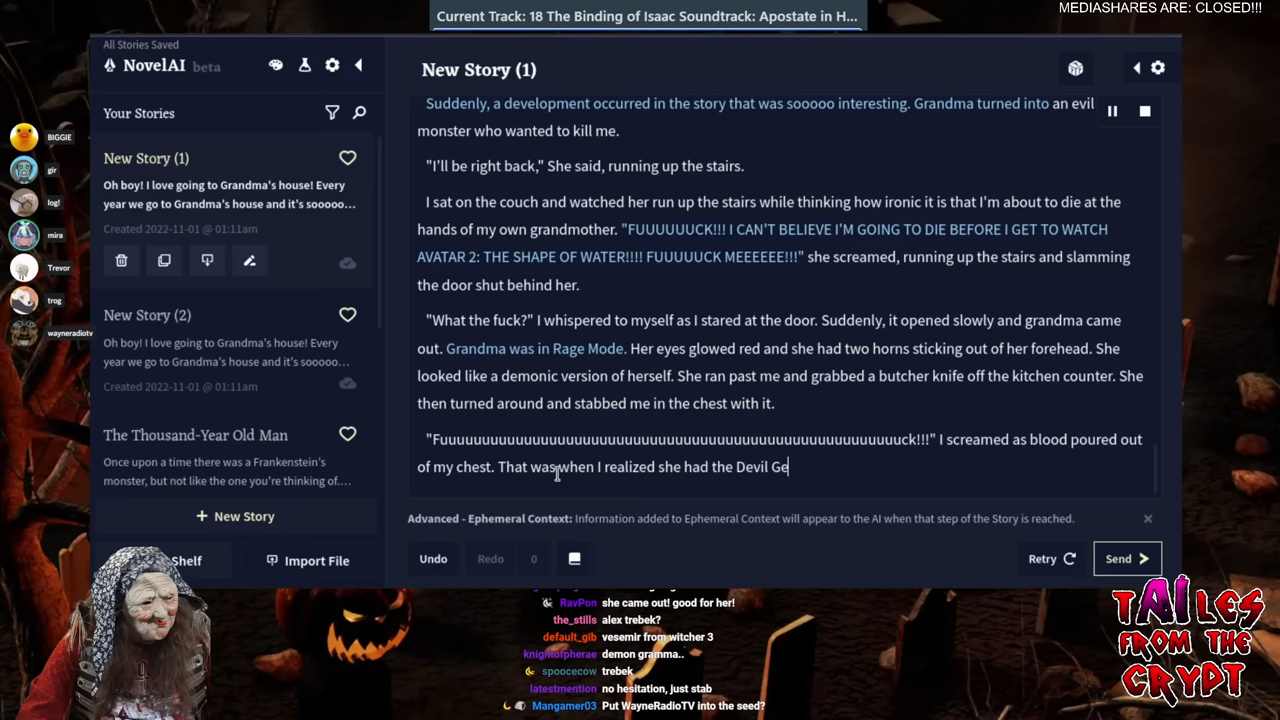 MEDIASHARES ARE: CLOSED!!!
Current Track: 18 The Binding of Isaac Soundtrack: Apostate in H...
All Stories Saved
NovelAI beta
New Story (1)
Your Stories
BIGGIE
gir
log!
mira
Trevor
trog
wayneradiotv
New Story (1)
Oh boy! I love going to Grandma's house! Every
year we go to Grandma's house and it's sooooo...
Created 2022-11-01 @ 01:11am
New Story (2)
Oh boy! I love going to Grandma's house! Every
year we go to Grandma's house and it's sooooo...
Created 2022-11-01 @ 01:11am
The Thousand-Year Old Man
Once upon a time there was a Frankenstein's
monster, but not like the one you're thinking of....
+ New Story
Shelf
Import File
Suddenly, a development occurred in the story that was sooooo interesting. Grandma turned into an evil
monster who wanted to kill me.
"I'll be right back," She said, running up the stairs.
I sat on the couch and watched her run up the stairs while thinking how ironic it is that I'm about to die at the
hands of my own grandmother. "FUUUUUUCK!!! I CAN'T BELIEVE I'M GOING TO DIE BEFORE I GET TO WATCH
AVATAR 2: THE SHAPE OF WATER!!!! FUUUUUCK MEEEEEE!!!" she screamed, running up the stairs and slamming
the door shut behind her.
"What the fuck?" I whispered to myself as I stared at the door. Suddenly, it opened slowly and grandma came
out. Grandma was in Rage Mode. Her eyes glowed red and she had two horns sticking out of her forehead. She
looked like a demonic version of herself. She ran past me and grabbed a butcher knife off the kitchen counter. She
then turned around and stabbed me in the chest with it.
"Fuuuuuuuuuuuuuuuuuuuuuuuuuuuuuuuuuuuuuuuuuuuuuuuuuuuuuuuck!!!" I screamed as blood poured out
of my chest. That was when I realized she had the Devil Ge
Advanced - Ephemeral Context: Information added to Ephemeral Context will appear to the AI when that step of the Story is reached.
Undo
Redo
0
Retry
Send
RavPon she came out! good for her!
the_stills alex trebek?
default_gib vesemir from witcher 3
knightofpherae demon gramma..
spoocecow trebek
latestmention no hesitation, just stab
Mangamer03 Put WayneRadioTV into the seed?
TAILES
FROM THE
CRYPT